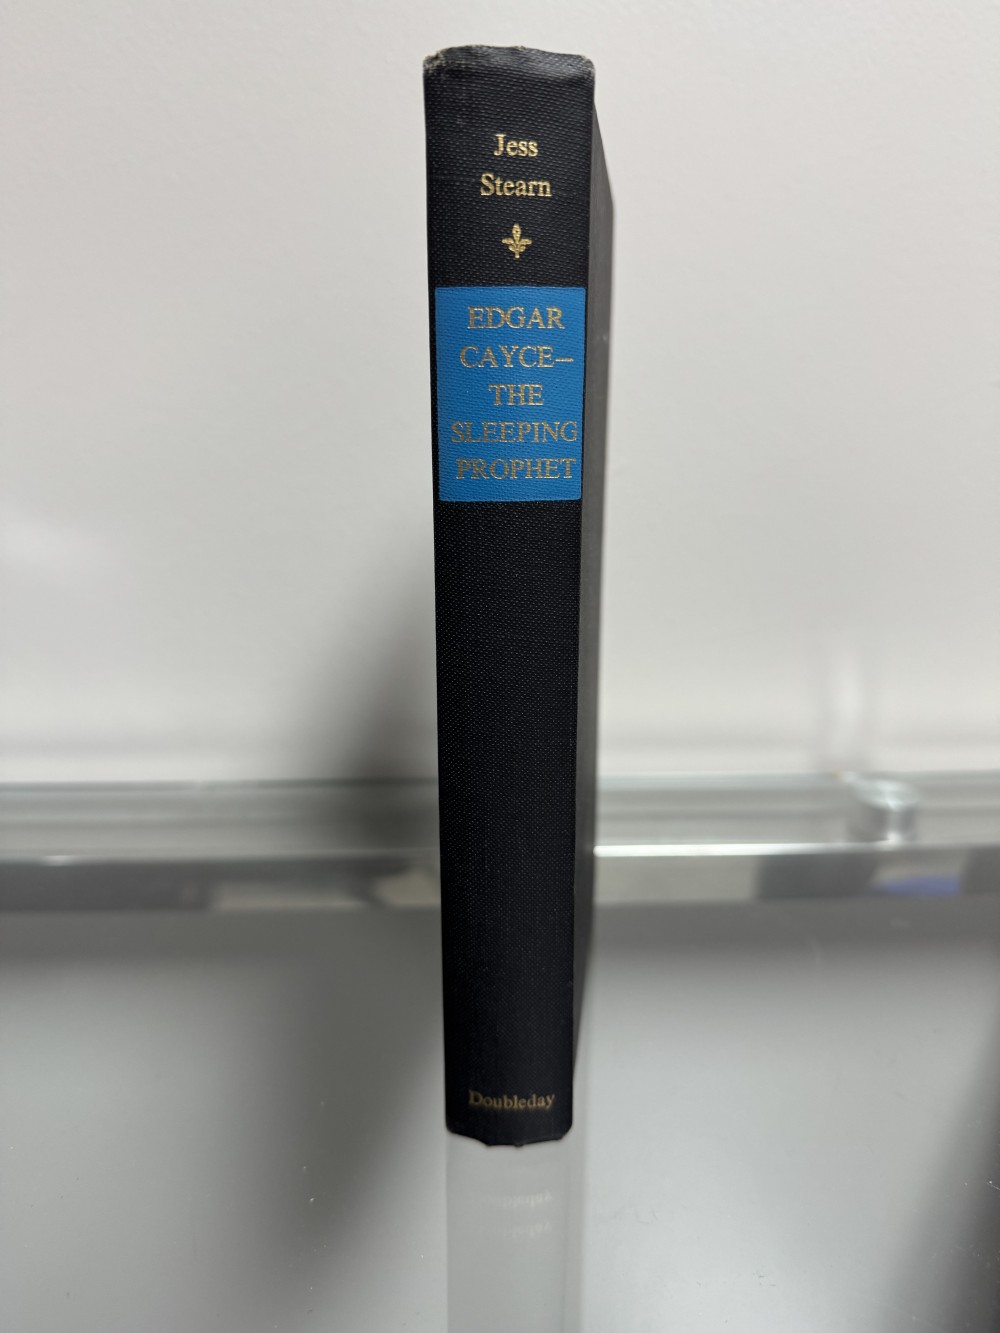 Jess
Stearn
EDGAR
CAYCE—
THE
SLEEPING
PROPHET
Doubleday